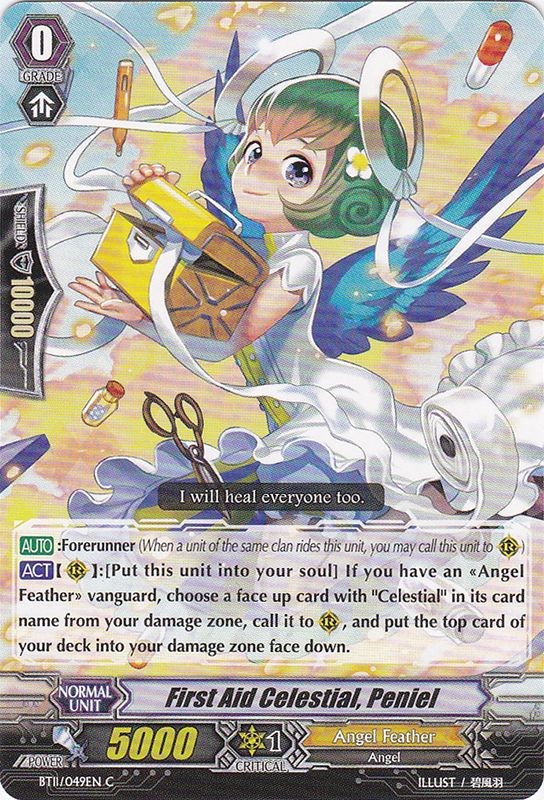 0
GRADE
SHIELD
10000
I will heal everyone too.
AUTO :Forerunner (When a unit of the same clan rides this unit, you may call this unit to R)
ACT【R】:[Put this unit into your soul] If you have an «Angel
Feather» vanguard, choose a face up card with "Celestial" in its card
name from your damage zone, call it to R, and put the top card of
your deck into your damage zone face down.
NORMAL
UNIT
First Aid Celestial, Peniel
POWER
5000
1
CRITICAL
Angel Feather
Angel
BT11/049EN C
ILLUST / 碧風羽